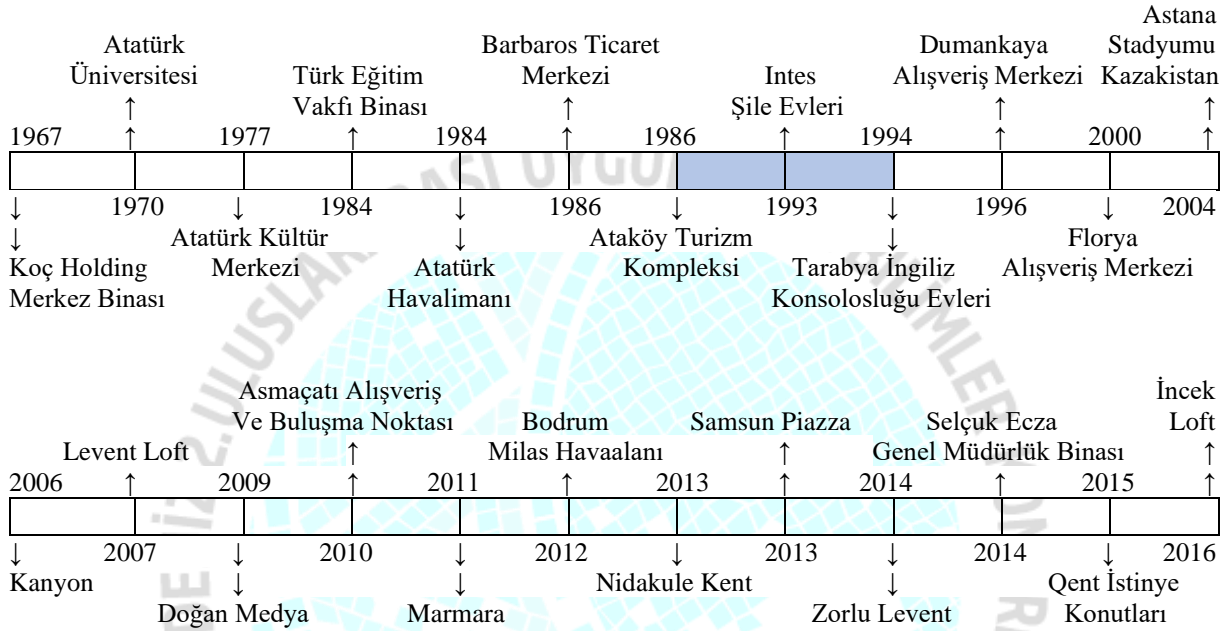 Astana
Atatürk Barbaros Ticaret Dumankaya Stadyumu
Üniversitesi Türk Eğitim Merkezi Intes Alışveriş Merkezi Kazakistan
Vakfı Binası Şile Evleri
↑ ↑ ↑
1967 ↑ 1977 ↑ 1984 ↑ 1986 ↑ 1994 ↑ 2000 ↑
↓ 1970 ↓ 1984 ↓ 1986 ↓ 1993 ↓ 1996 ↓ 2004
↓ Atatürk Kültür ↓ Ataköy Turizm ↓ Florya
Koç Holding Merkezi Atatürk Kompleksi Tarabya İngiliz Alışveriş Merkezi
Merkez Binası Havalimanı Konsolosluğu Evleri
Asmaçatı Alışveriş İncek
Ve Buluşma Noktası Bodrum Samsun Piazza Selçuk Ecza Loft
Levent Loft ↑ Milas Havaalanı ↑ Genel Müdürlük Binası ↑
2006 ↑ 2009 ↑ 2011 ↑ 2013 ↑ 2014 ↑ 2015 ↑
↓ 2007 ↓ 2010 ↓ 2012 ↓ 2013 ↓ 2014 ↓ 2016
Kanyon ↓ ↓ Nidakule Kent ↓ Qent İstinye
Doğan Medya Marmara Zorlu Levent Konutları